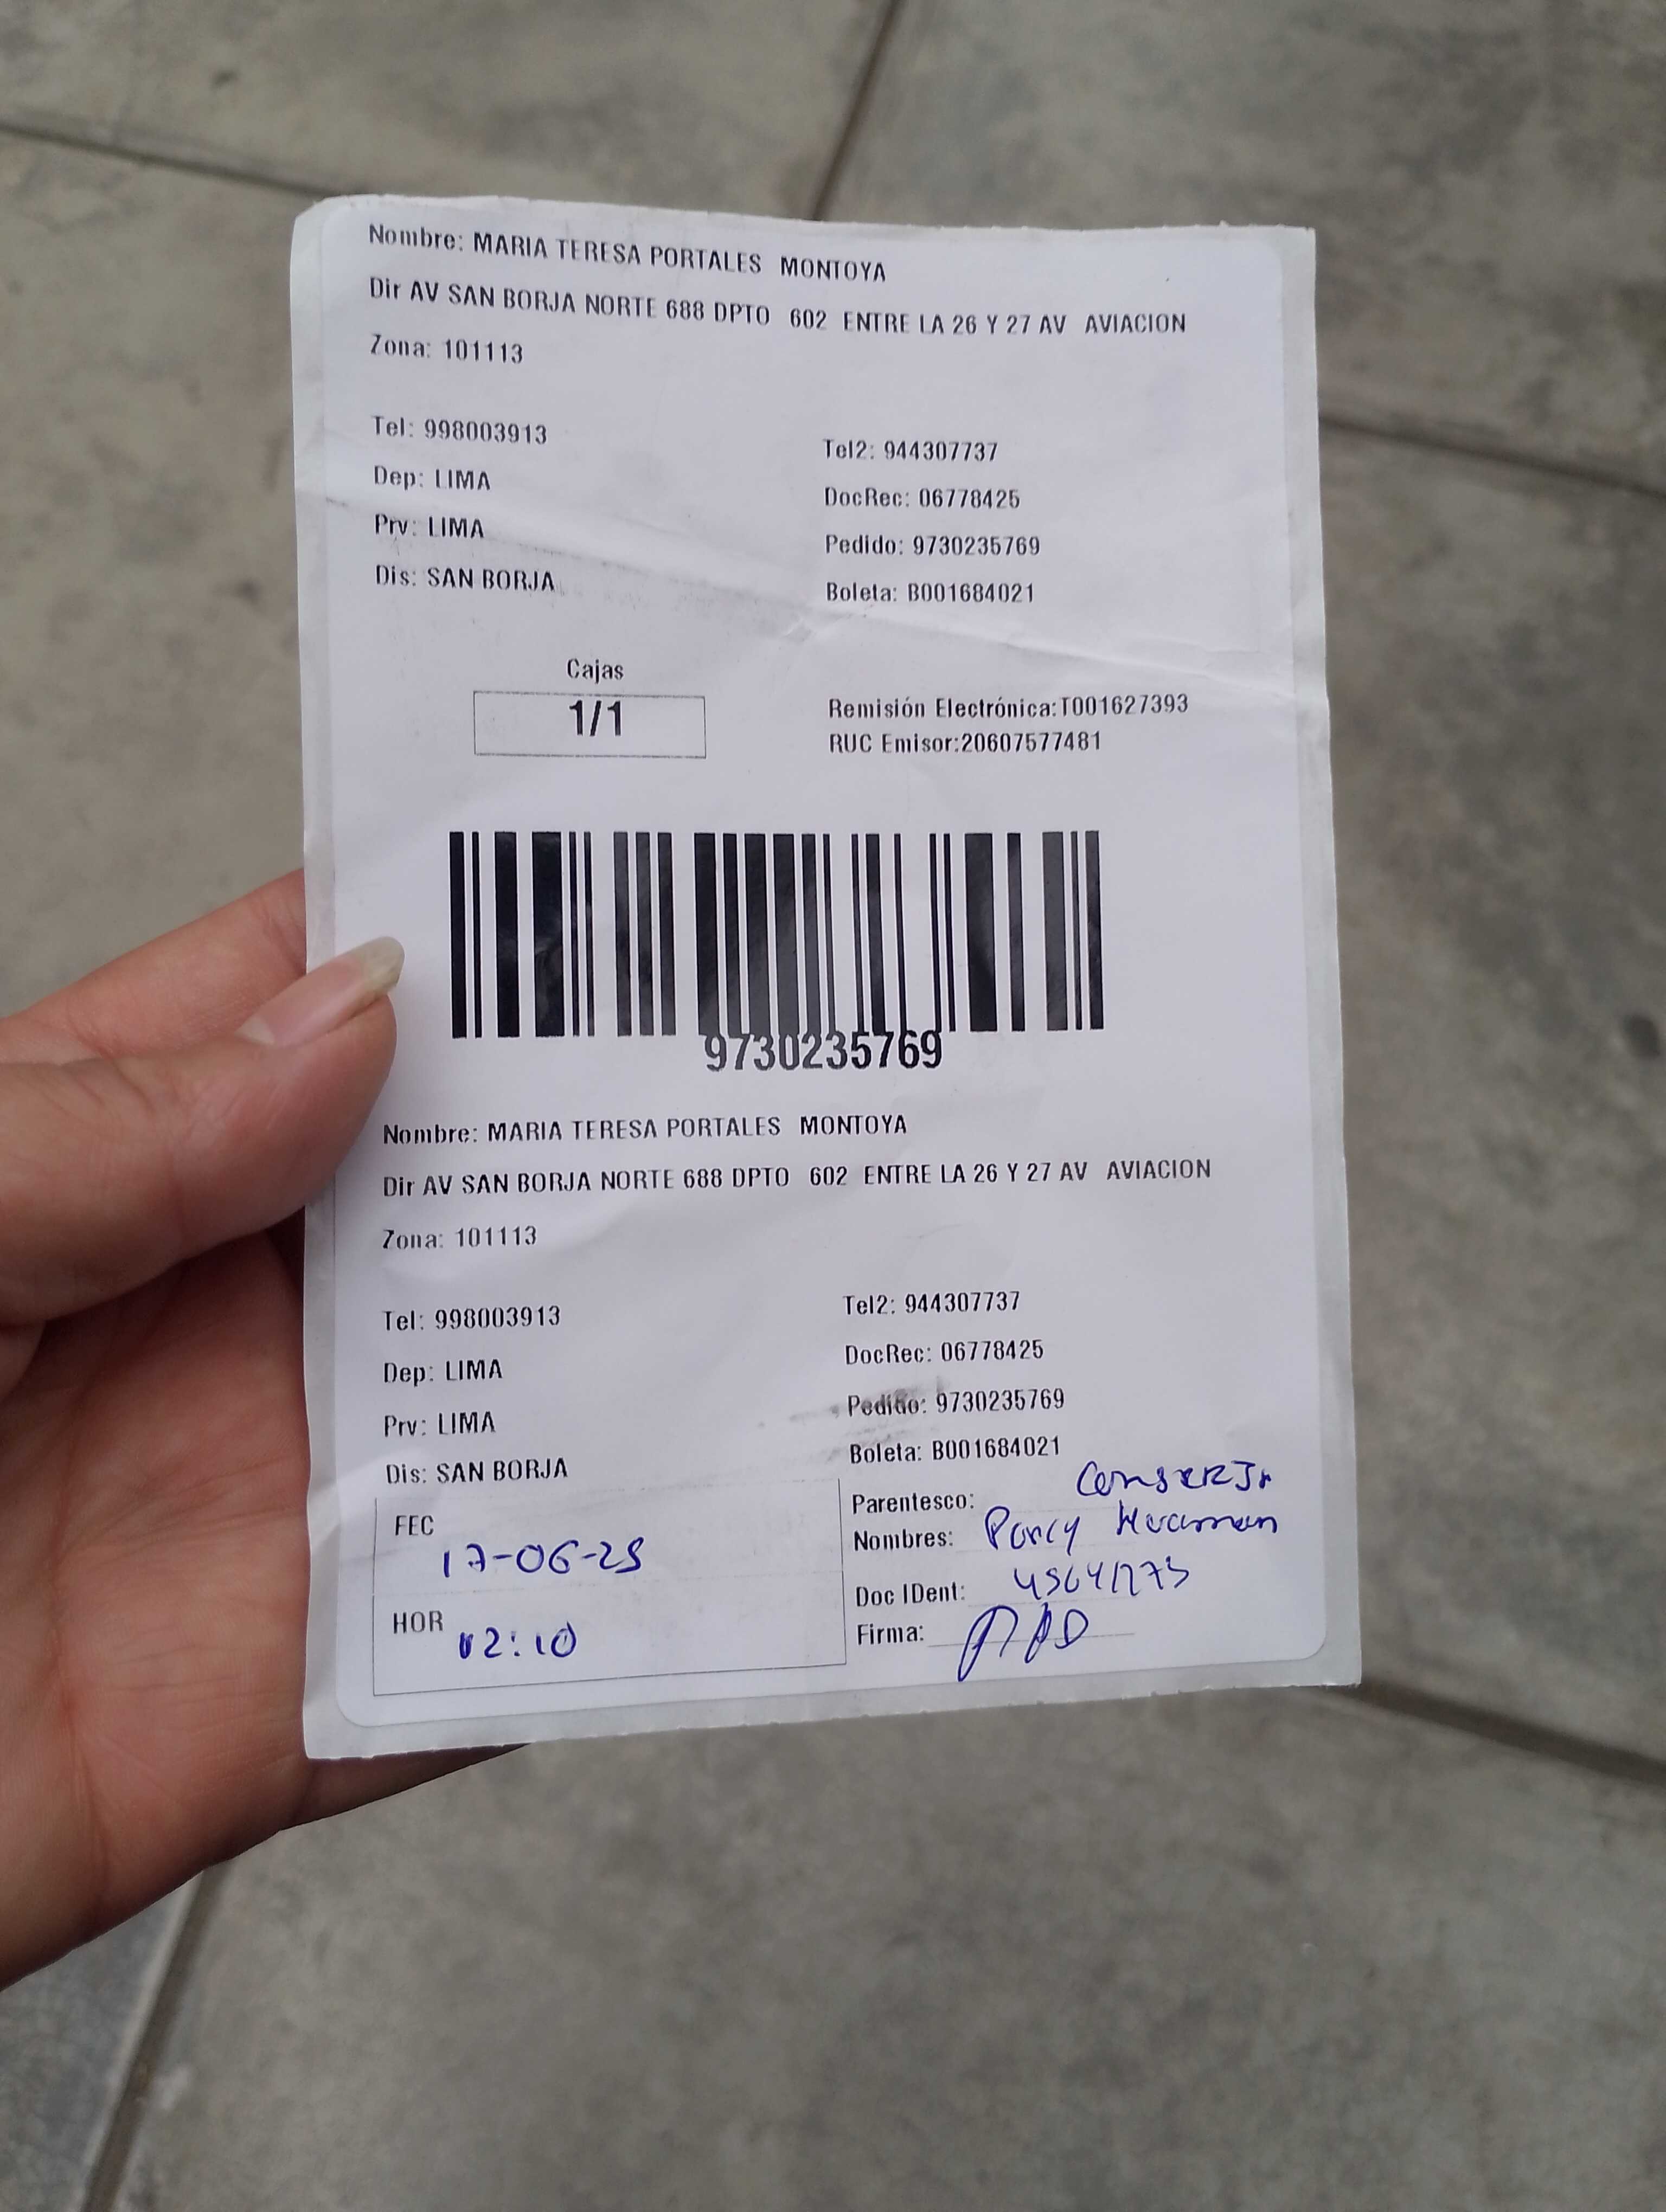 Nombre: MARIA TERESA PORTALES MONTOYA
Dir AV SAN BORJA NORTE 688 DPTO 602 ENTRE LA 26 Y 27 AV AVIACION
Zona: 101113
Tel: 998003913
Tel2: 944307737
Dep: LIMA
DocRec: 06778425
Prv: LIMA
Pedido: 9730235769
Dis: SAN BORJA
Boleta: B001684021
Cajas
1/1
Remisión Electrónica:T001627393
RUC Emisor:20607577481
9730235769
Nombre: MARIA TERESA PORTALES MONTOYA
Dir AV SAN BORJA NORTE 688 DPTO 602 ENTRE LA 26 Y 27 AV AVIACION
Zona: 101113
Tel: 998003913
Tel2: 944307737
Dep: LIMA
DocRec: 06778425
Prv: LIMA
Pedido: 9730235769
Dis: SAN BORJA
Boleta: B001684021
FEC
17-06-25
HOR
02:10
Parentesco:
Nombres: Percy Huaman
Doc IDent:
Firma: